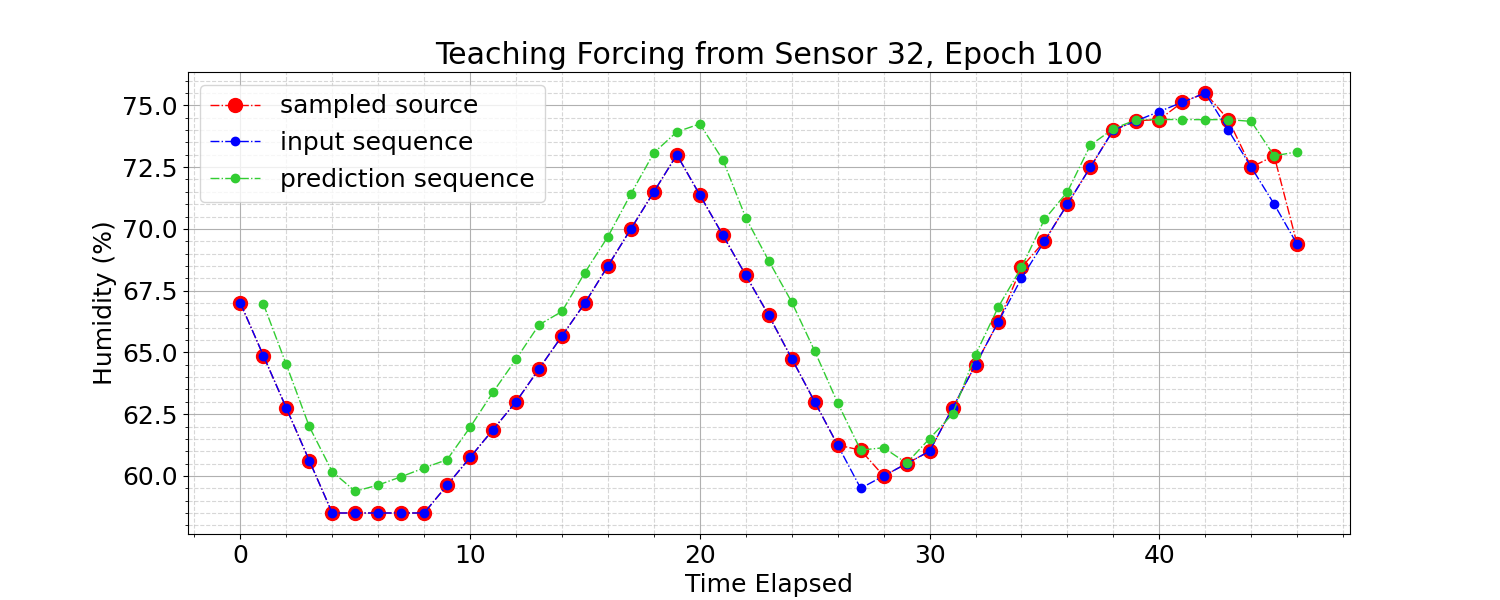 Teaching Forcing from Sensor 32, Epoch 100
sampled source
input sequence
prediction sequence
Humidity (%)
75.0
72.5
70.0
67.5
65.0
62.5
60.0
0 10 20 30 40
Time Elapsed